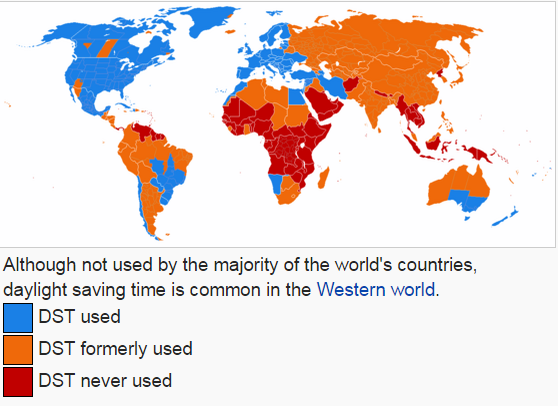 Although not used by the majority of the world's countries,
daylight saving time is common in the Western world.
DST used
DST formerly used
DST never used